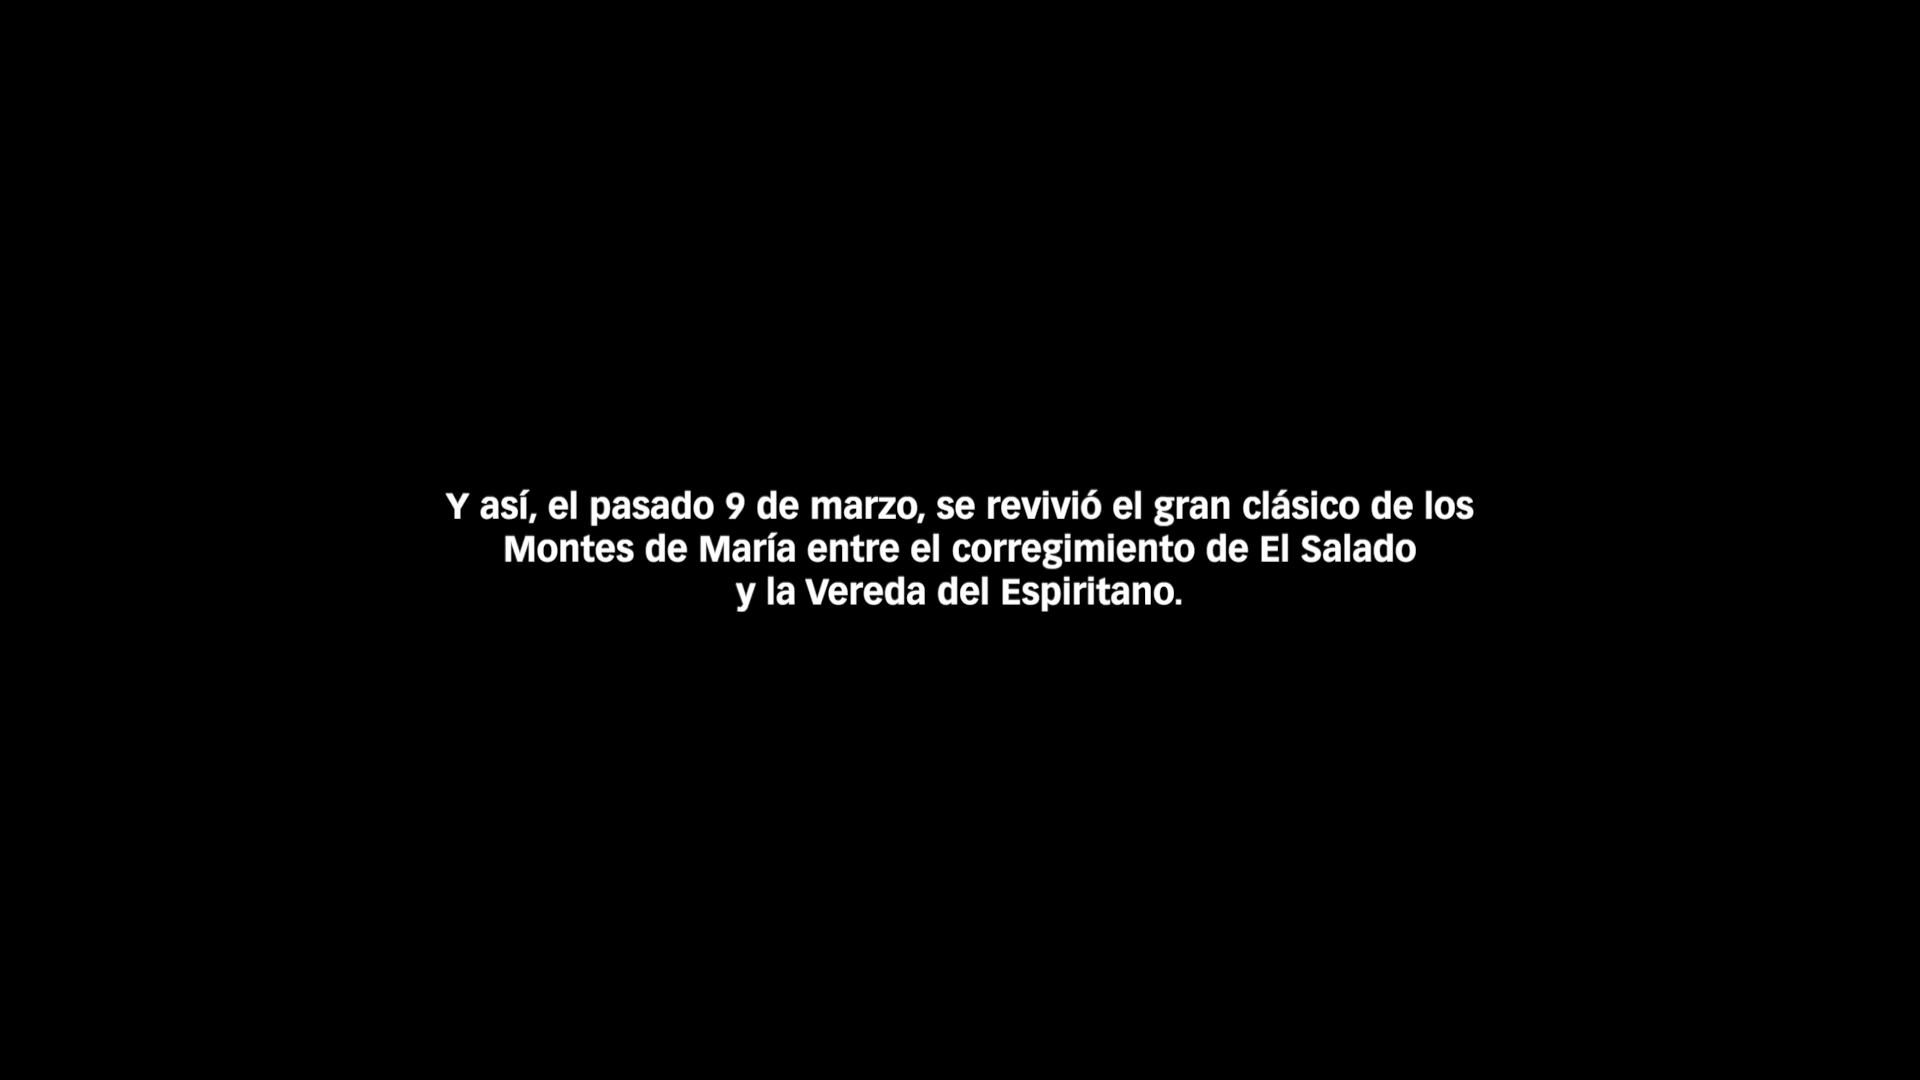 Y así, el pasado 9 de marzo, se revivió el gran clásico de los
Montes de María entre el corregimiento de El Salado
y la Vereda del Espiritano.